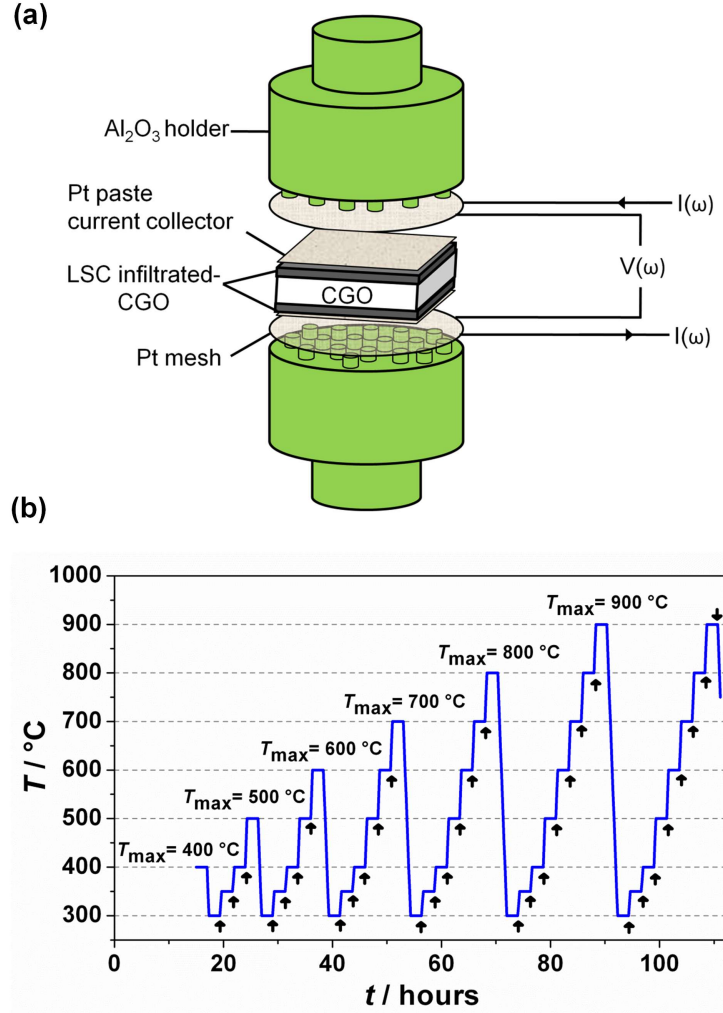 (a)
Al₂O₃ holder
Pt paste
current collector
I(ω)
V(ω)
LSC infiltrated-
CGO
CGO
I(ω)
Pt mesh
(b)
1000
900
800
700
600
500
400
300
T / °C
Tmax= 400 °C
Tmax= 500 °C
Tmax= 600 °C
Tmax= 700 °C
Tmax= 800 °C
Tmax= 900 °C
0 20 40 60 80 100
t / hours